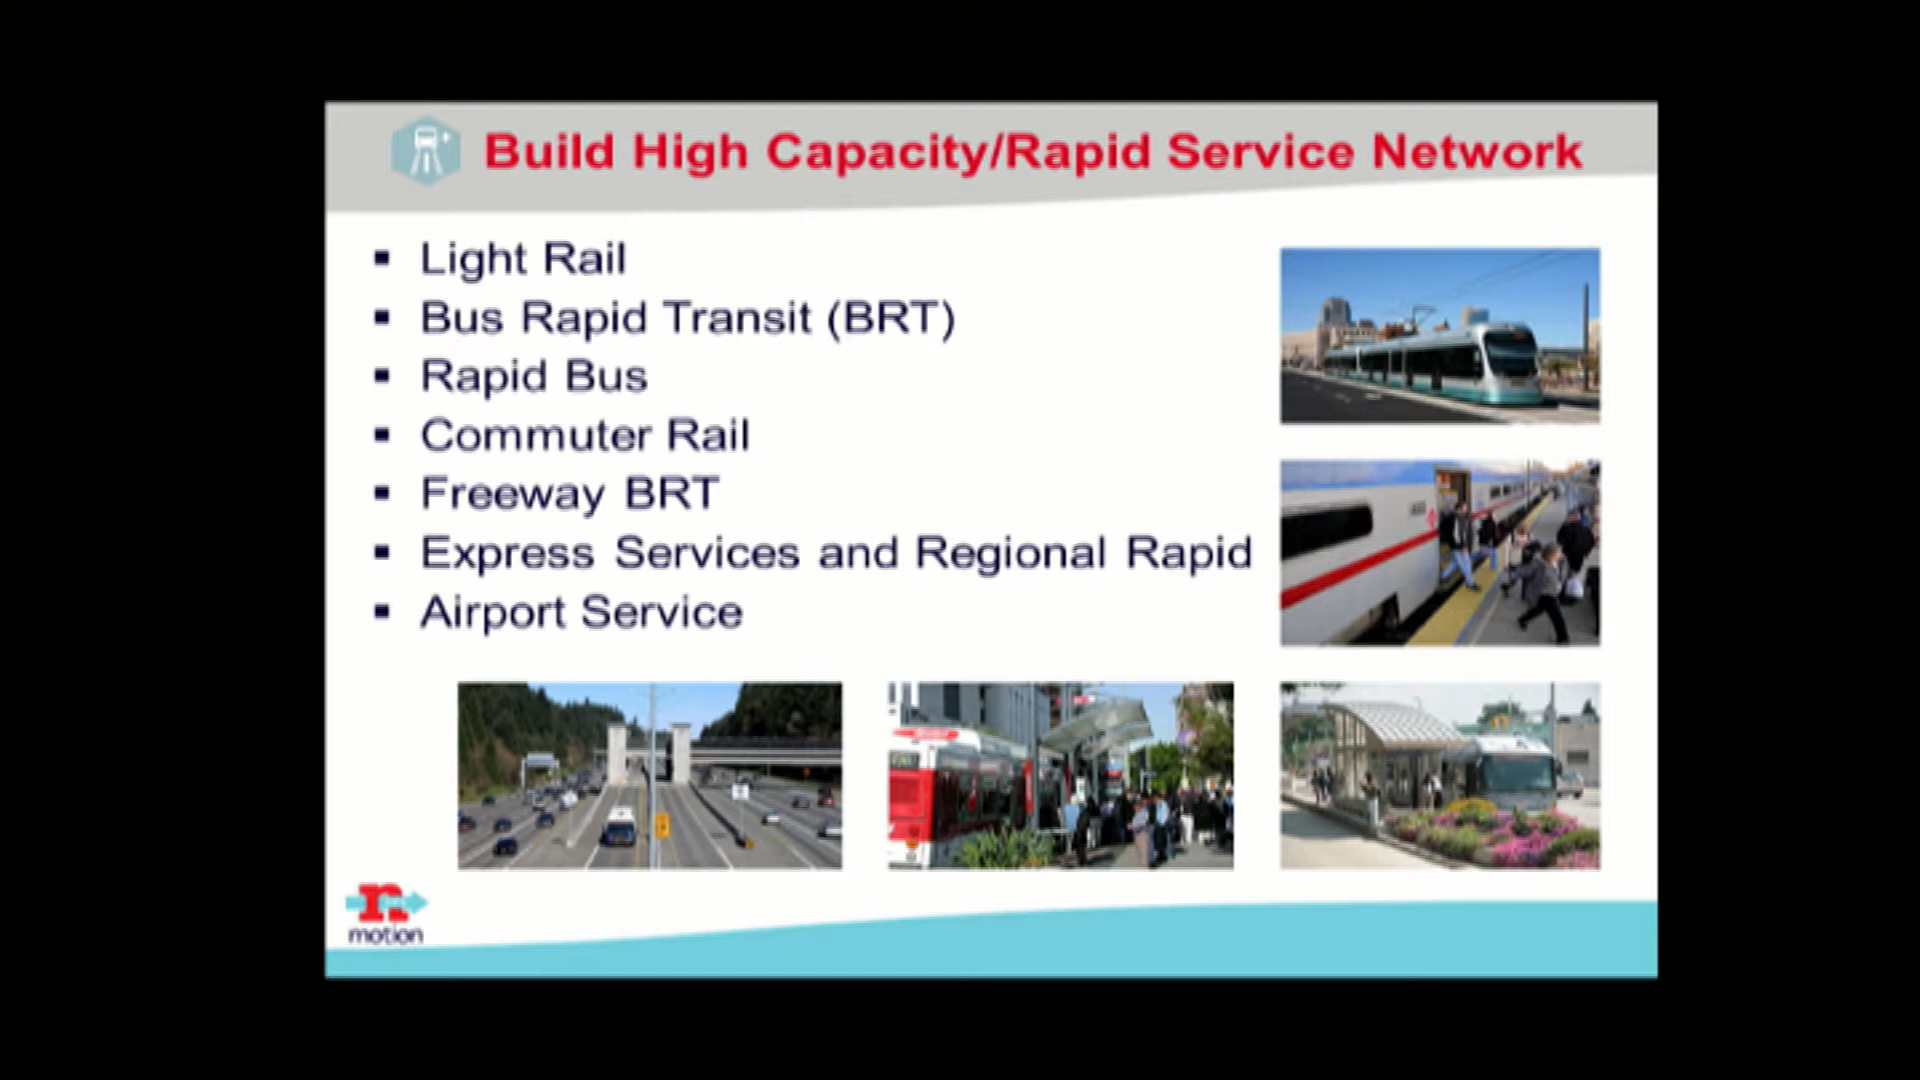 Build High Capacity/Rapid Service Network
Light Rail
Bus Rapid Transit (BRT)
Rapid Bus
Commuter Rail
Freeway BRT
Express Services and Regional Rapid
Airport Service
n
motion